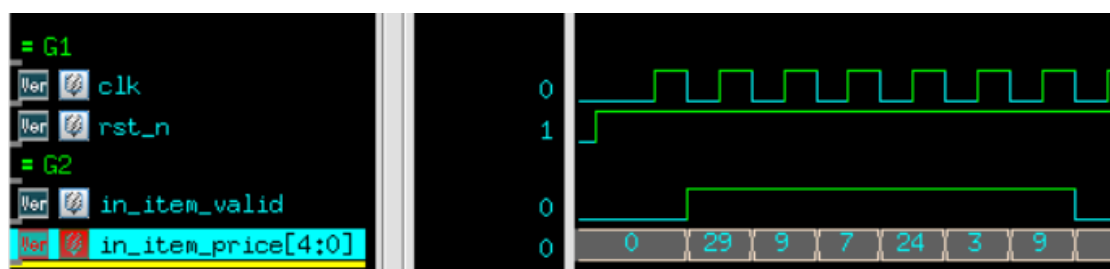 = G1
Ver clk 0
Ver rst_n 1
= G2
Ver in_item_valid 0
Ver in_item_price[4:0] 0 0 29 9 7 24 3 9